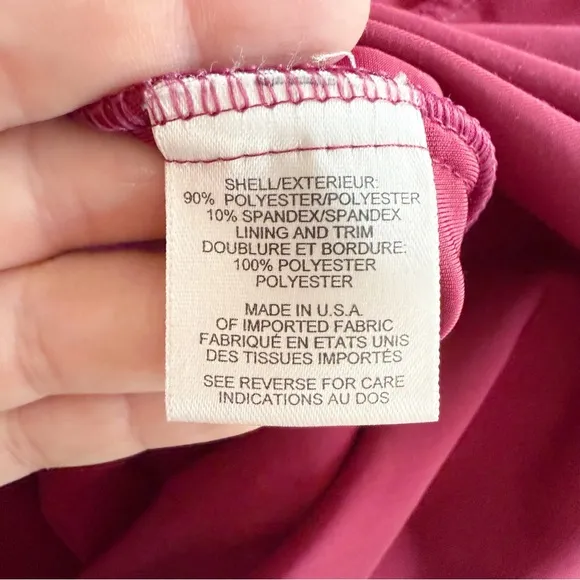 SHELL/EXTERIEUR:
90% POLYESTER/POLYESTER
10% SPANDEX/SPANDEX
LINING AND TRIM
DOUBLURE ET BORDURE:
100% POLYESTER
POLYESTER
MADE IN U.S.A.
OF IMPORTED FABRIC
FABRIQUÉ EN ETATS UNIS
DES TISSUES IMPORTÉS
SEE REVERSE FOR CARE
INDICATIONS AU DOS